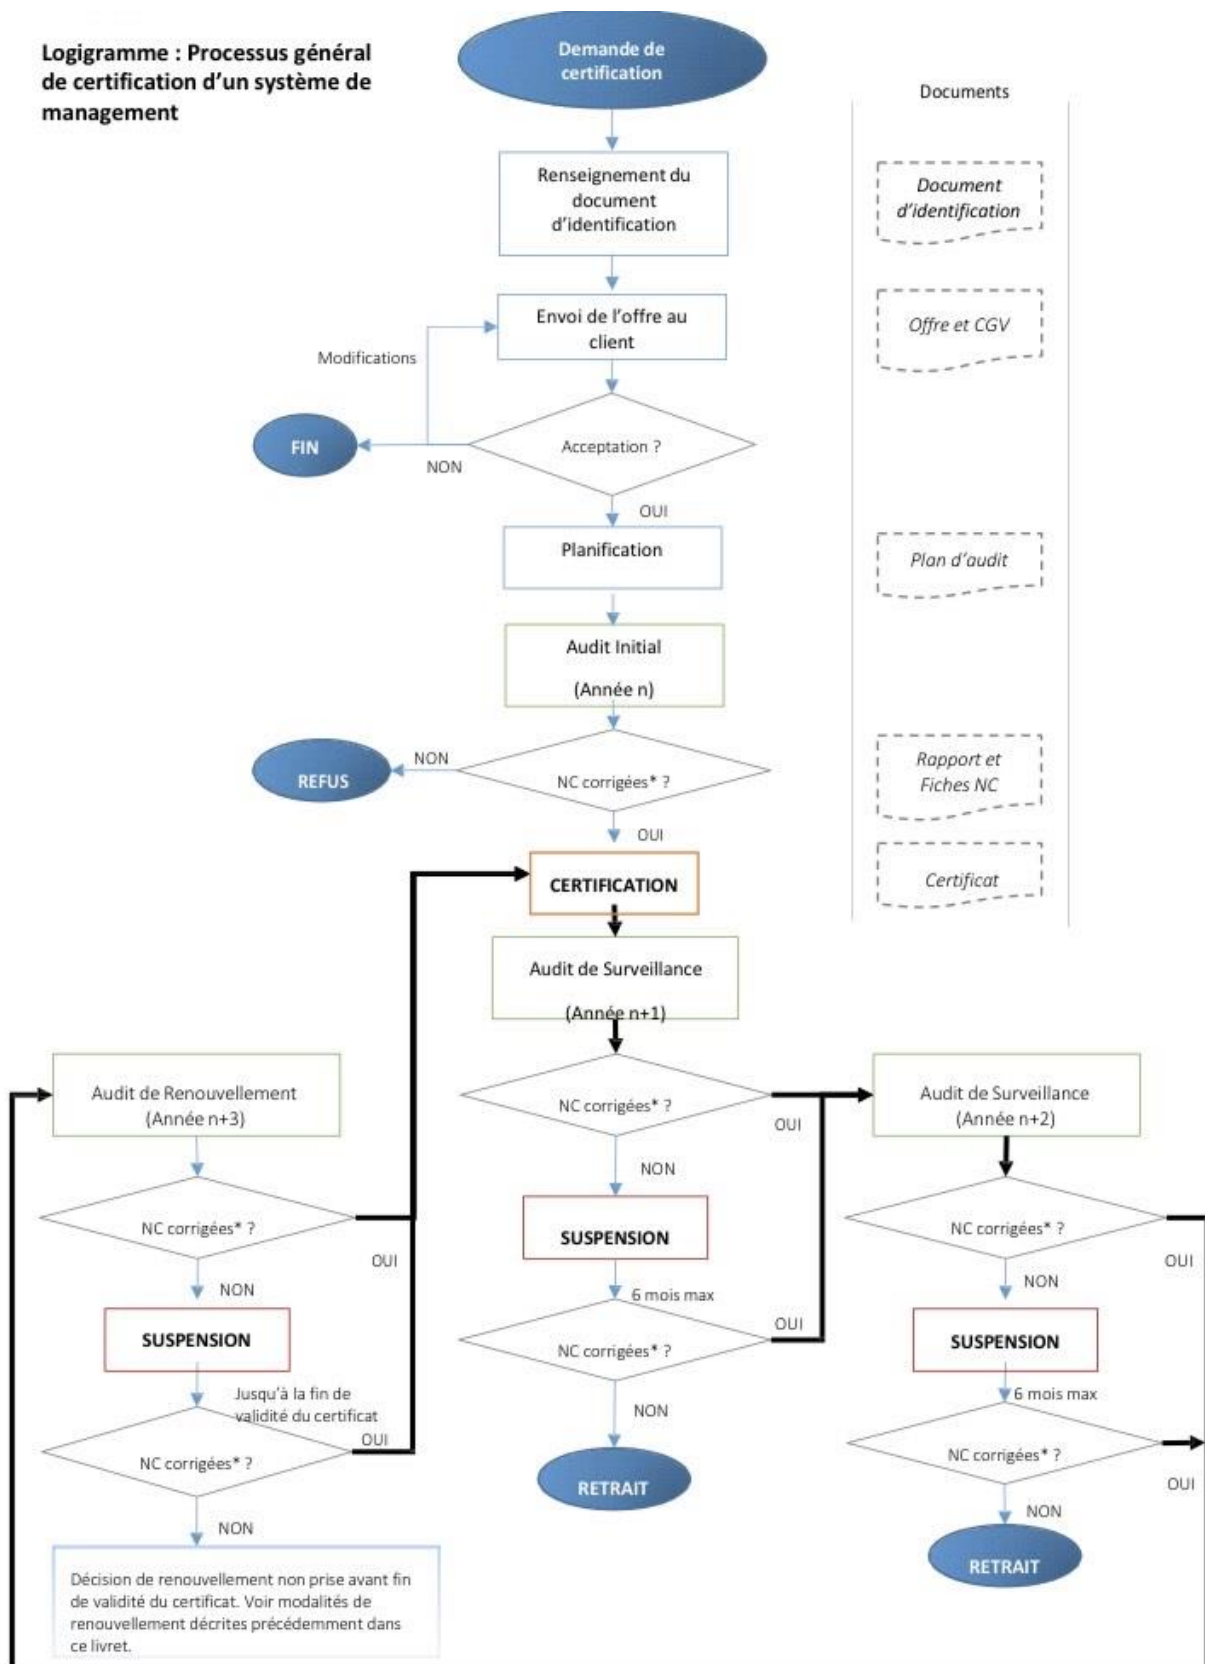 Logigramme : Processus général
de certification d'un système de
management
Demande de
certification
Documents
Renseignement du
document
d'identification
Document
d'identification
Envoi de l'offre au
client
Offre et CGV
Modifications
Acceptation ?
FIN
NON
OUI
Planification
Plan d'audit
Audit Initial
(Année n)
NON
REFUS
NC corrigées* ?
Rapport et
Fiches NC
OUI
CERTIFICATION
Certificat
Audit de Surveillance
(Année n+1)
Audit de Renouvellement
(Année n+3)
NC corrigées* ?
OUI
Audit de Surveillance
(Année n+2)
NON
NC corrigées* ?
OUI
NON
SUSPENSION
Jusqu'à la fin de
validité du certificat
NC corrigées* ?
OUI
NON
Décision de renouvellement non prise avant fin
de validité du certificat. Voir modalités de
renouvellement décrites précédemment dans
ce livret.
SUSPENSION
6 mois max
NC corrigées* ?
OUI
NON
RETRAIT
NC corrigées* ?
OUI
NON
SUSPENSION
6 mois max
NC corrigées* ?
OUI
NON
RETRAIT